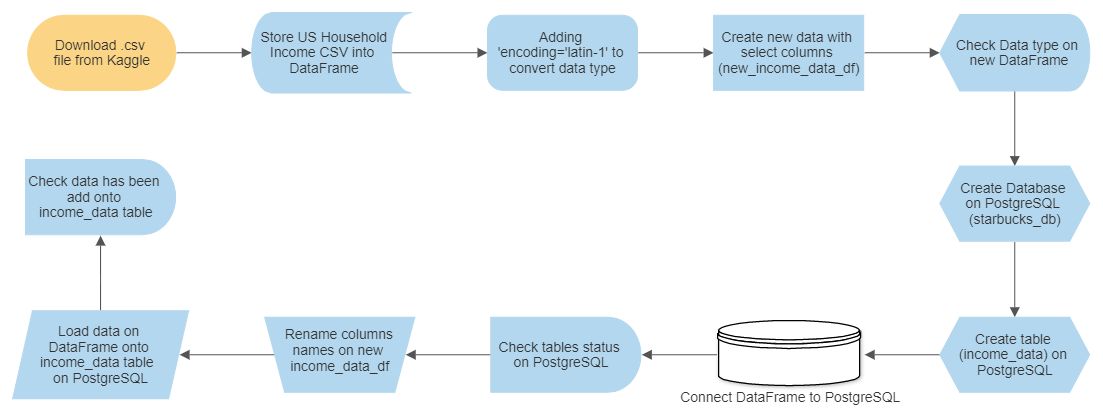 Download .csv
file from Kaggle
Store US Household
Income CSV into
DataFrame
Adding
'encoding='latin-1' to
convert data type
Create new data with
select columns
(new_income_data_df)
Check Data type on
new DataFrame
Create Database
on PostgreSQL
(starbucks_db)
Create table
(income_data) on
PostgreSQL
Connect DataFrame to PostgreSQL
Check tables status
on PostgreSQL
Rename columns
names on new
income_data_df
Load data on
DataFrame onto
income_data table
on PostgreSQL
Check data has been
add onto
income_data table